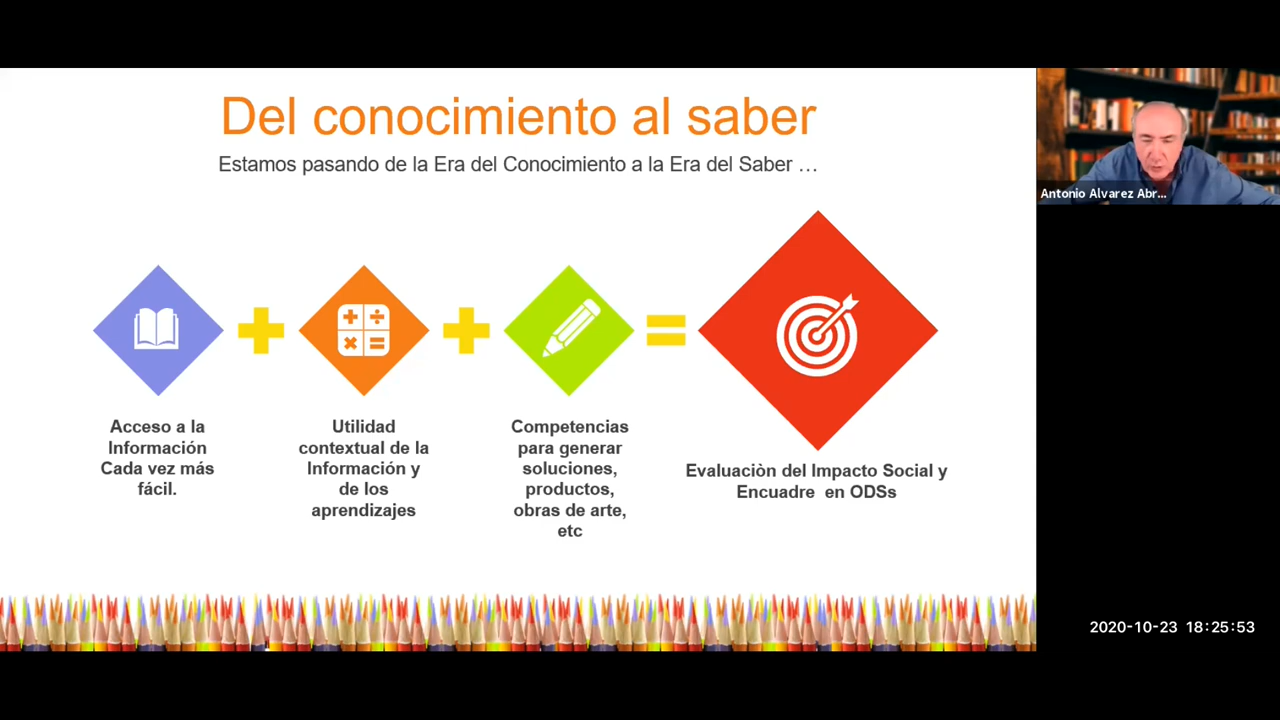 Del conocimiento al saber
Estamos pasando de la Era del Conocimiento a la Era del Saber …
Acceso a la
Información
Cada vez más
fácil.
Utilidad
contextual de la
Información y
de los
aprendizajes
Competencias
para generar
soluciones,
productos,
obras de arte,
etc
Evaluaciòn del Impacto Social y
Encuadre en ODSs
Antonio Alvarez Abr...
2020-10-23 18:25:53